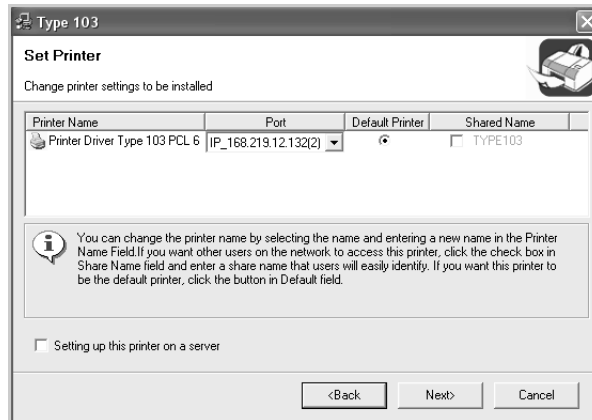 Type 103
Set Printer
Change printer settings to be installed
Printer Name Port Default Printer Shared Name
Printer Driver Type 103 PCL 6 IP_168.219.12.132(2) TYPE103
You can change the printer name by selecting the name and entering a new name in the Printer
Name Field.If you want other users on the network to access this printer, click the check box in
Share Name field and enter a share name that users will easily identify. If you want this printer to
be the default printer, click the button in Default field.
Setting up this printer on a server
<Back Next> Cancel